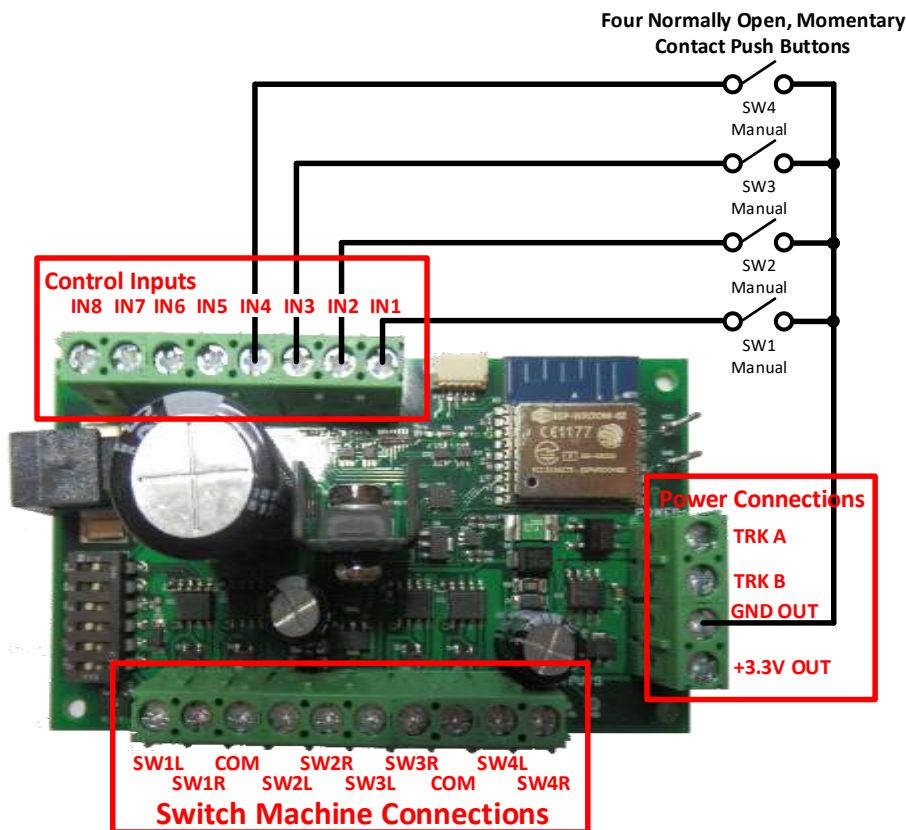 Four Normally Open, Momentary
Contact Push Buttons
SW4
Manual
SW3
Manual
SW2
Manual
SW1
Manual
Control Inputs
IN8 IN7 IN6 IN5 IN4 IN3 IN2 IN1
CE1177
Power Connections
TRK A
TRK B
GND OUT
+3.3V OUT
SW1L COM SW2R SW3R SW4L
SW1R SW2L SW3L COM SW4R
Switch Machine Connections